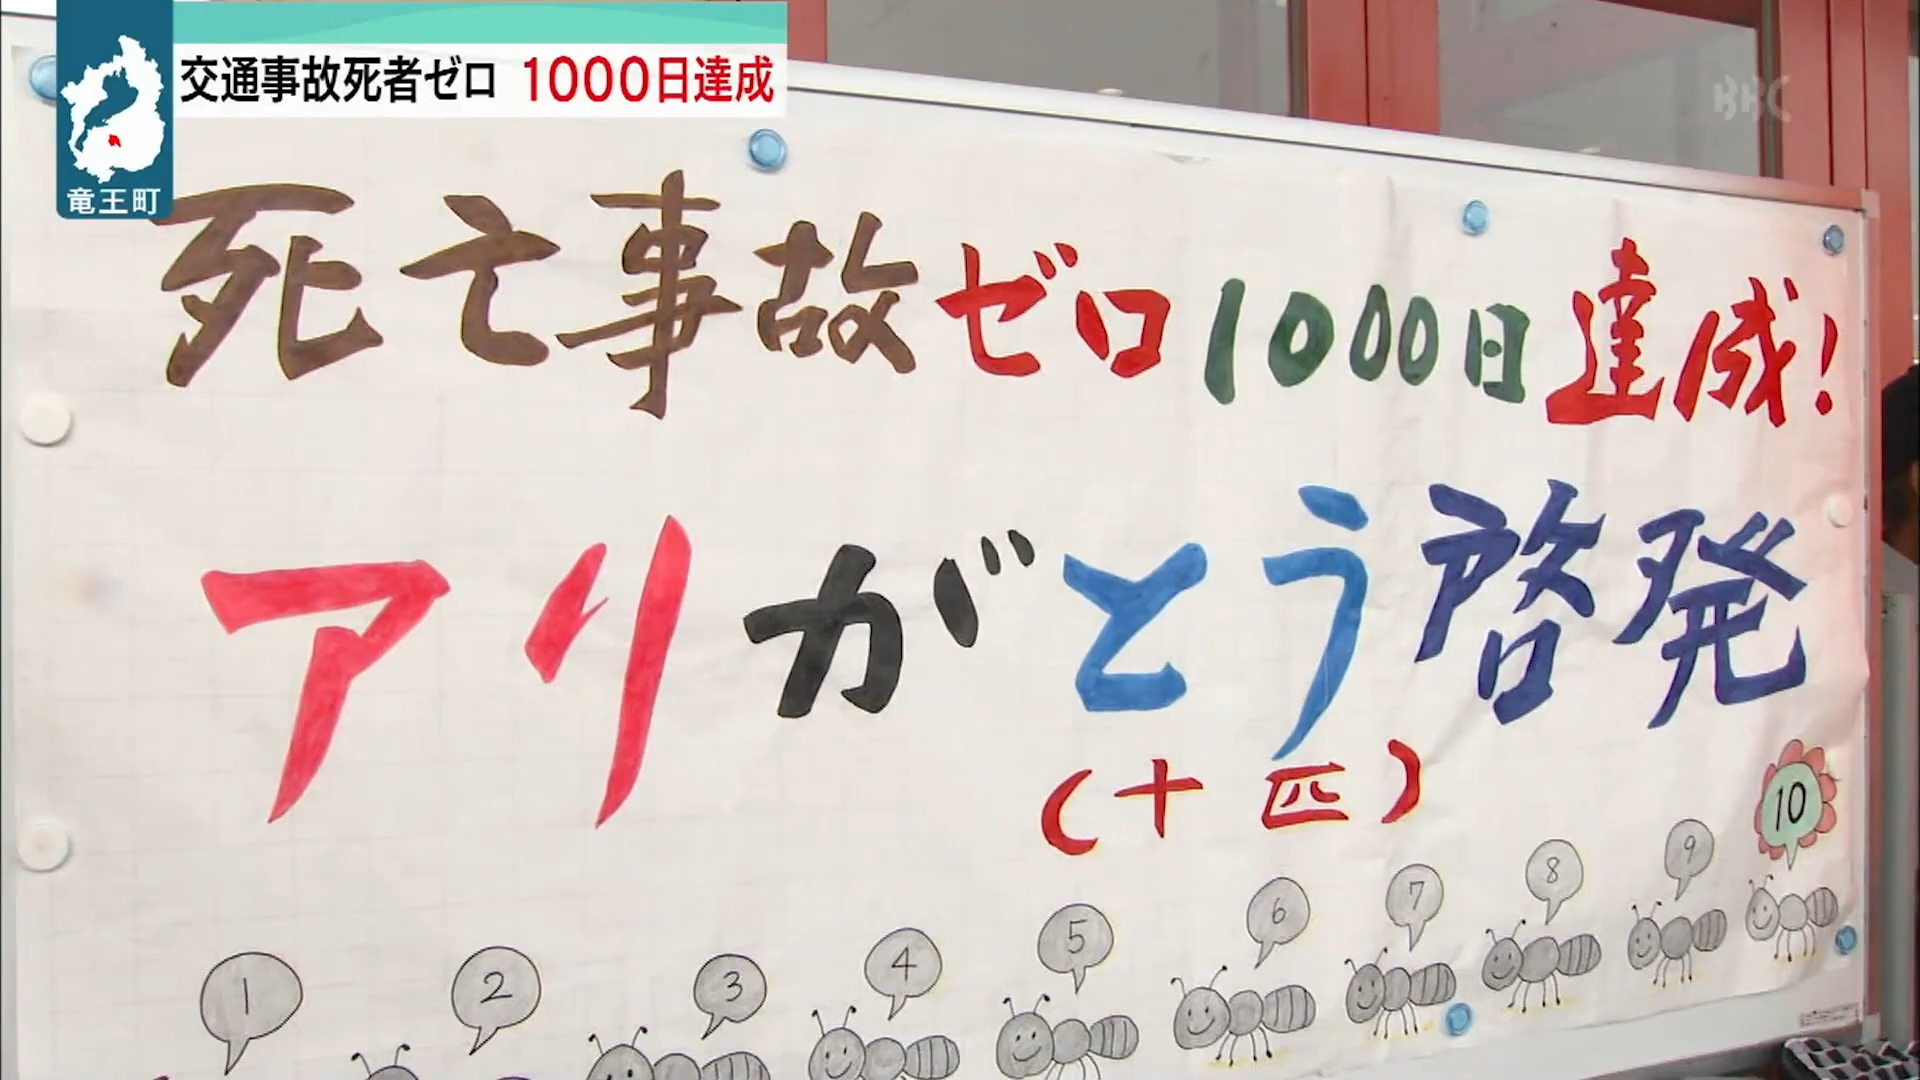 交通事故死者ゼロ 1000日達成
竜王町
BBC
死亡事故ゼロ1000日達成!
アリがとう啓発
(十匹)
1 2 3 4 5 6 7 8 9 10